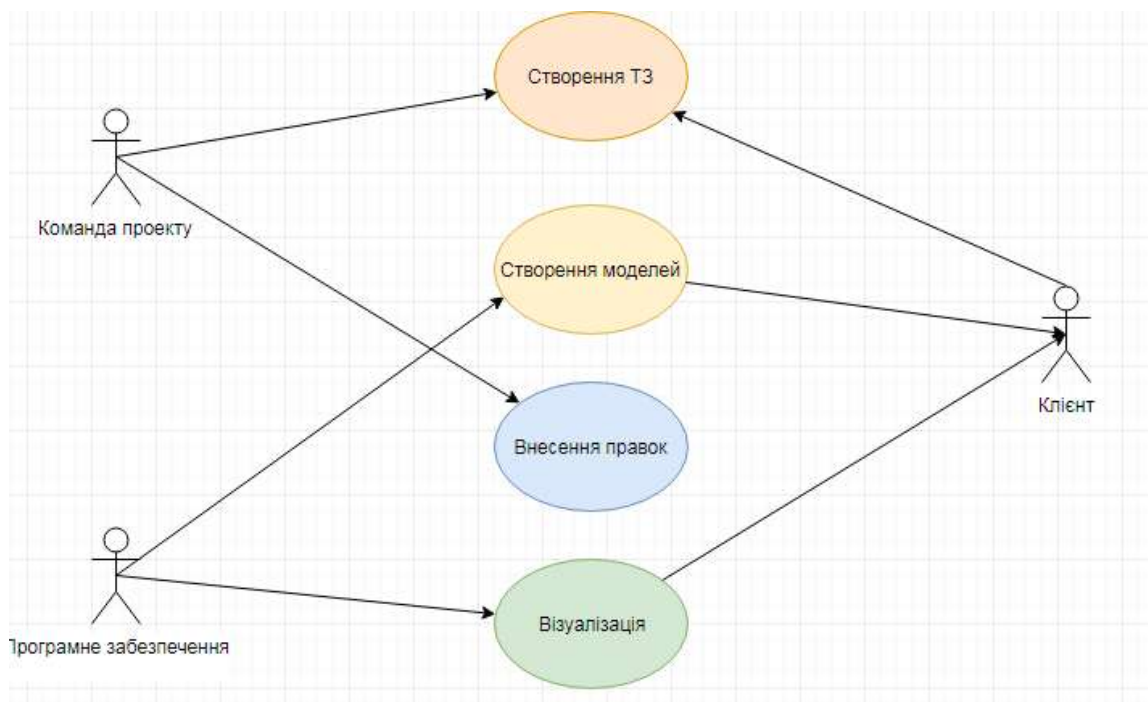 Створення ТЗ
Команда проекту
Створення моделей
Клієнт
Внесення правок
Візуалізація
Програмне забезпечення